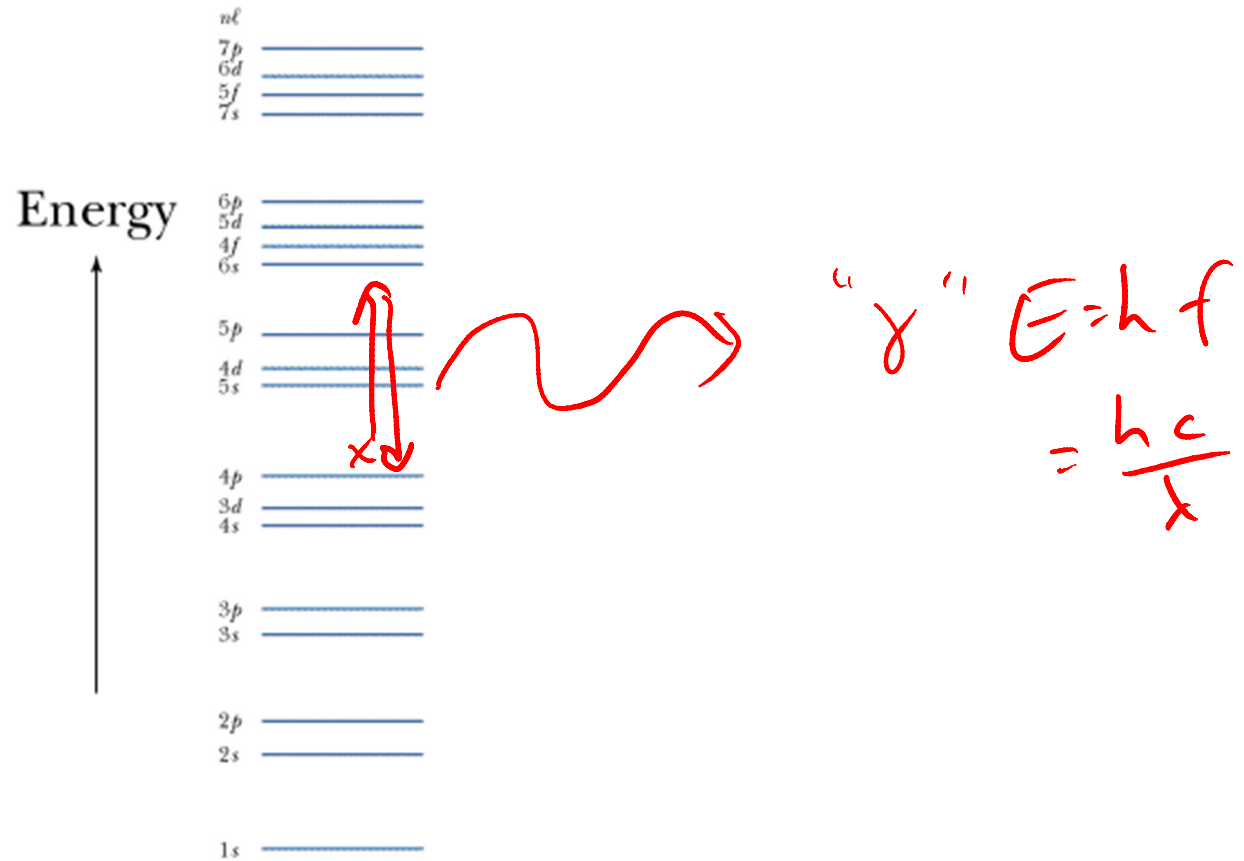 nℓ
7p
6d
5f
7s
6p
5d
4f
6s
Energy
5p
4d
5s
4p
3d
4s
3p
3s
2p
2s
1s
"γ" E=hf
= hc/λ